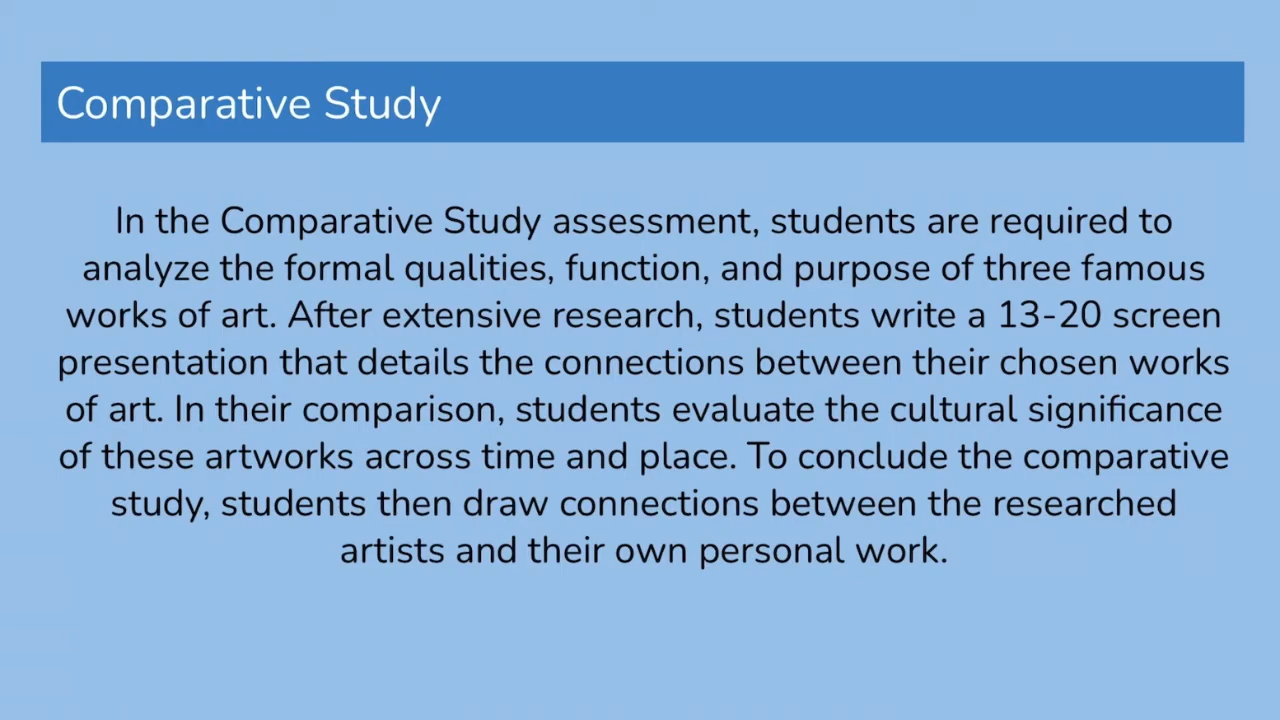 Comparative Study
In the Comparative Study assessment, students are required to
analyze the formal qualities, function, and purpose of three famous
works of art. After extensive research, students write a 13-20 screen
presentation that details the connections between their chosen works
of art. In their comparison, students evaluate the cultural significance
of these artworks across time and place. To conclude the comparative
study, students then draw connections between the researched
artists and their own personal work.